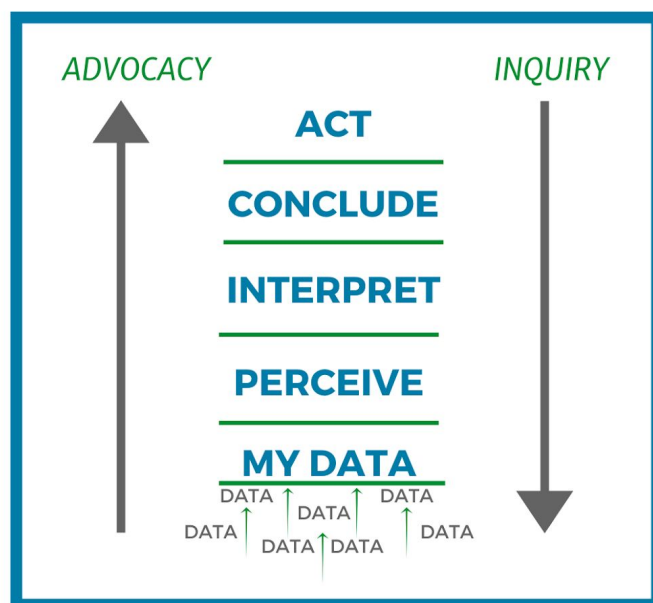 ADVOCACY INQUIRY
ACT
CONCLUDE
INTERPRET
PERCEIVE
MY DATA
DATA DATA
DATA
DATA DATA
DATA DATA